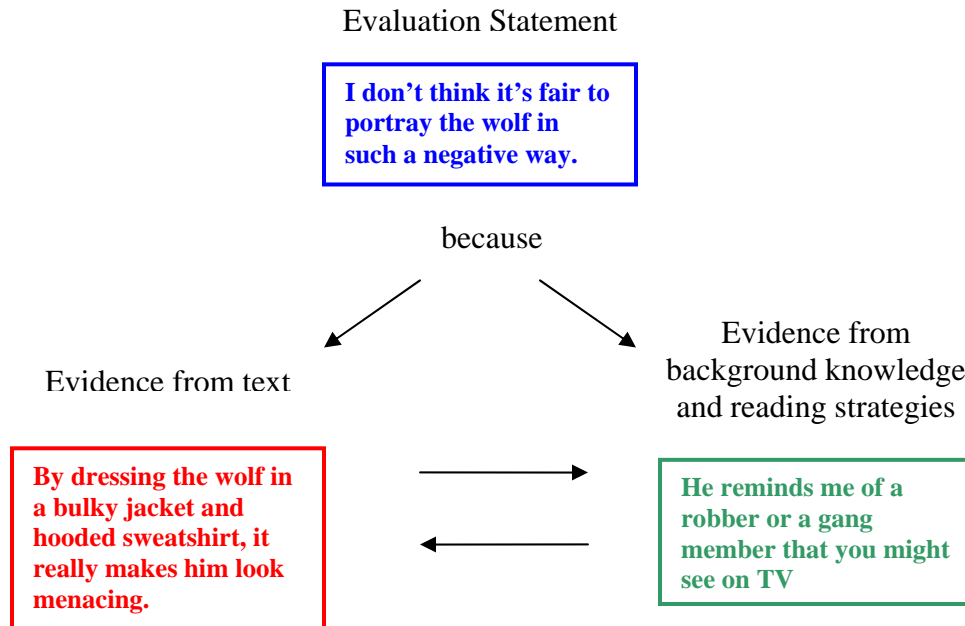 Evaluation Statement
I don’t think it’s fair to
portray the wolf in
such a negative way.
because
Evidence from text
By dressing the wolf in
a bulky jacket and
hooded sweatshirt, it
really makes him look
menacing.
Evidence from
background knowledge
and reading strategies
He reminds me of a
robber or a gang
member that you might
see on TV